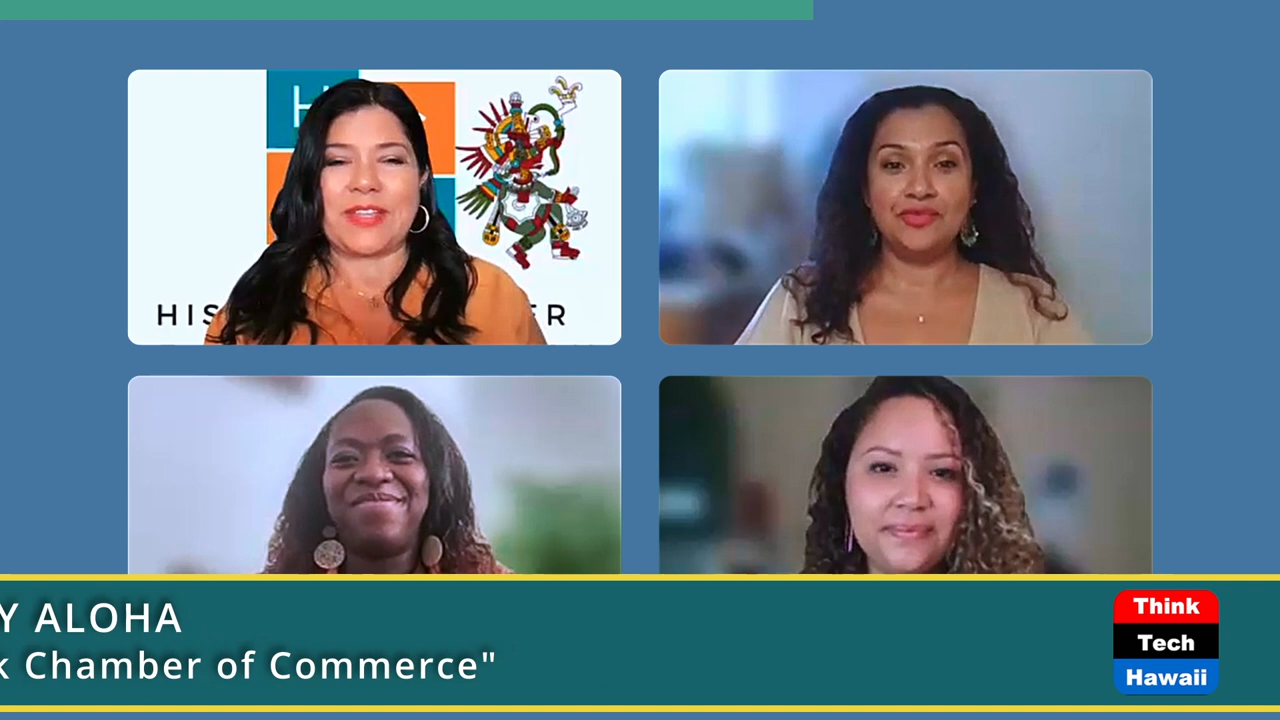 H
HIS ER
Y ALOHA
k Chamber of Commerce"
Think
Tech
Hawaii